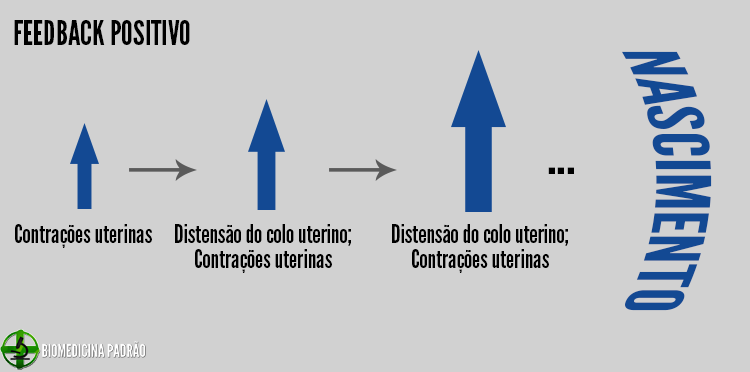 FEEDBACK POSITIVO
Contrações uterinas
Distensão do colo uterino;
Contrações uterinas
Distensão do colo uterino;
Contrações uterinas
...
NASCIMENTO
BIOMEDICINA PADRÃO